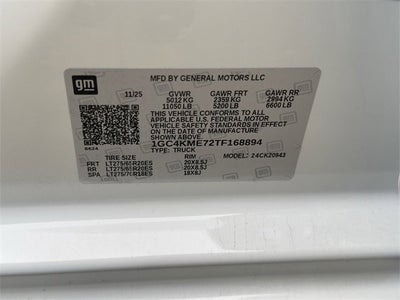 gm
MFD BY GENERAL MOTORS LLC
11/25 GVWR GAWR FRT GAWR RR
5012 KG 2359 KG 2994 KG
11050 LB 5200 LB 6600 LB
THIS VEHICLE CONFORMS TO ALL
APPLICABLE U.S. FEDERAL MOTOR
VEHICLE SAFETY STANDARDS IN EFFECT
ON THE DATE OF MANUFACTURE SHOWN
ABOVE.
1GC4KME72TF168894
TYPE: TRUCK MODEL: 24CK20943
TIRE SIZE RIM
FRT LT275/65R20ES 20X8.5J
RR LT275/65R20ES 20X8.5J
SPA LT275/70R18ES 18X8J